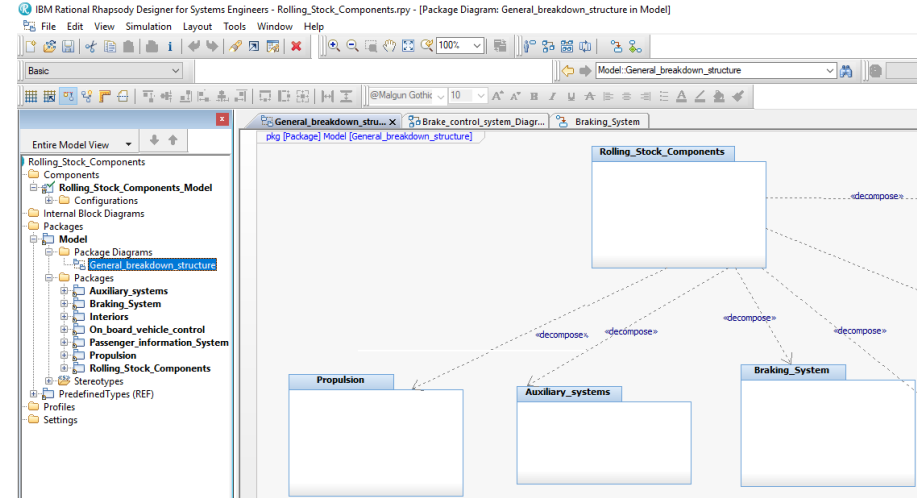 IBM Rational Rhapsody Designer for Systems Engineers - Rolling_Stock_Components.rpy - [Package Diagram: General_breakdown_structure in Model]
File Edit View Simulation Layout Tools Window Help
100%
Basic
Model::General_breakdown_structure
@Malgun Gothic 10 A A B I U A A
General_breakdown_stru... X Brake_control_system_Diagr... Braking_System
pkg [Package] Model [General_breakdown_structure]
Entire Model View
Rolling_Stock_Components
Components
Rolling_Stock_Components_Model
Configurations
Internal Block Diagrams
Packages
Model
Package Diagrams
General_breakdown_structure
Packages
Auxiliary_systems
Braking_System
Interiors
On_board_vehicle_control
Passenger_information_System
Propulsion
Rolling_Stock_Components
Stereotypes
PredefinedTypes (REF)
Profiles
Settings
Rolling_Stock_Components
«decompose»
«decompose»
«decompose»
«decompose»
«decompose»
Propulsion
Auxiliary_systems
Braking_System